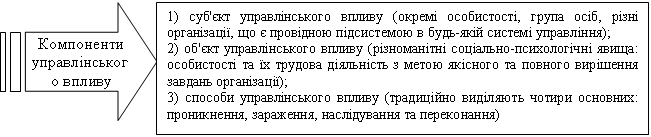 Компоненти
управлінськог
о впливу
1) суб'єкт управлінського впливу (окремі особистості, група осіб, різні
організації, що є провідною підсистемою в будь-якій системі управління);
2) об'єкт управлінського впливу (різноманітні соціально-психологічні явища:
особистості та їх трудова діяльність з метою якісного та повного вирішення
завдань організації);
3) способи управлінського впливу (традиційно виділяють чотири основних:
проникнення, зараження, наслідування та переконання)